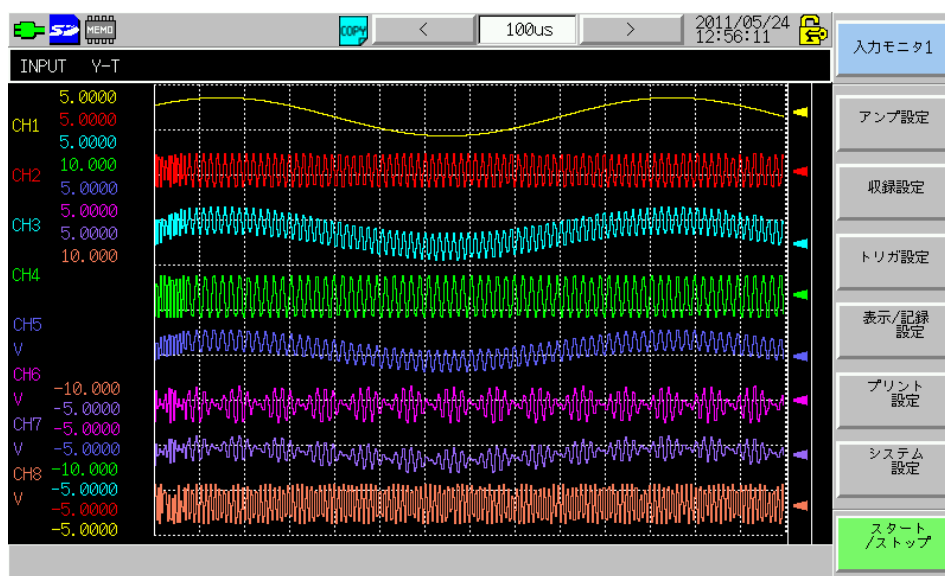 SD MEMO COPY < 100us > 2011/05/24
12:56:11
INPUT Y-T
5.0000
CH1 5.0000
5.0000
10.000
CH2 5.0000
5.0000
CH3 5.0000
10.000
CH4
CH5
V
CH6
-10.000
V -5.0000
CH7 -5.0000
V -5.0000
CH8 -10.000
-5.0000
V -5.0000
-5.0000
入力モニタ1
アンプ設定
収録設定
トリガ設定
表示/記録
設定
プリント
設定
システム
設定
スタート
/ストップ